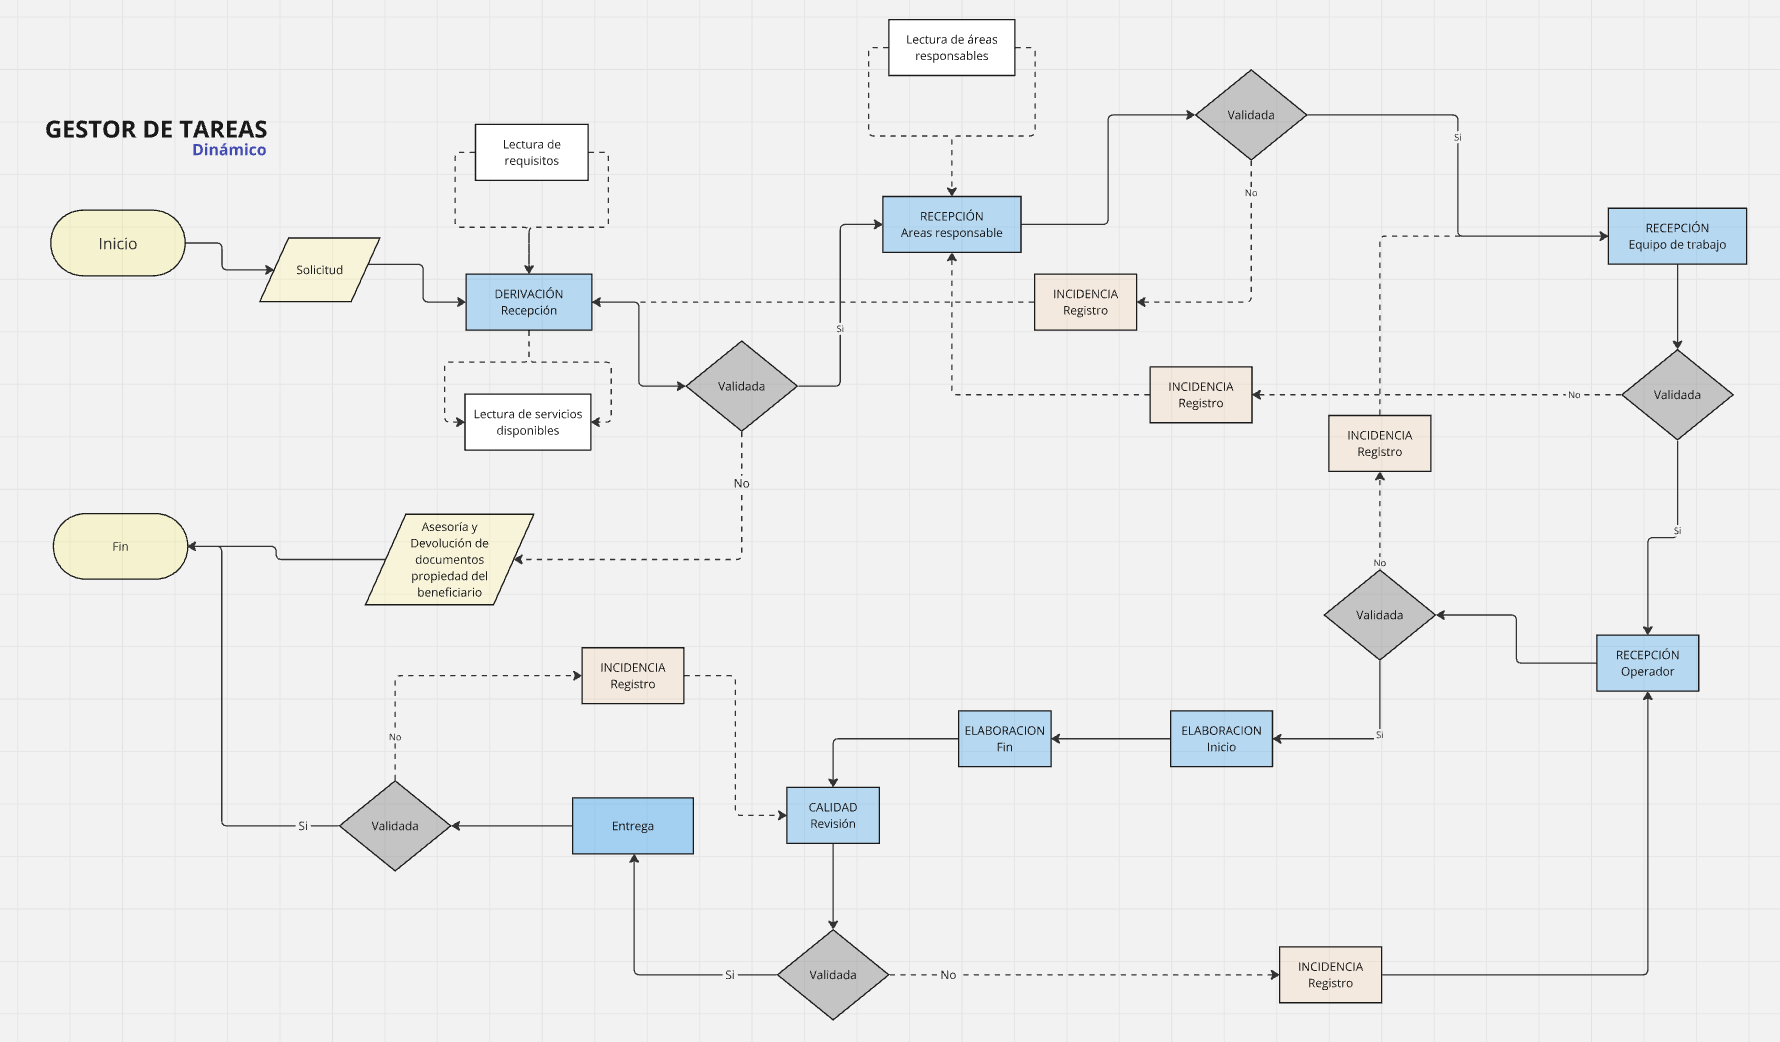 GESTOR DE TAREAS
Dinámico
Inicio
Solicitud
Lectura de
requisitos
DERIVACIÓN
Recepción
Lectura de servicios
disponibles
Validada
Si
No
Lectura de áreas
responsables
RECEPCIÓN
Areas responsable
Validada
Si
No
INCIDENCIA
Registro
RECEPCIÓN
Equipo de trabajo
Validada
No
INCIDENCIA
Registro
Si
INCIDENCIA
Registro
No
Validada
RECEPCIÓN
Operador
Si
ELABORACION
Inicio
ELABORACION
Fin
CALIDAD
Revisión
Validada
No
INCIDENCIA
Registro
Si
Entrega
Validada
No
INCIDENCIA
Registro
Si
Asesoría y
Devolución de
documentos
propiedad del
beneficiario
Fin